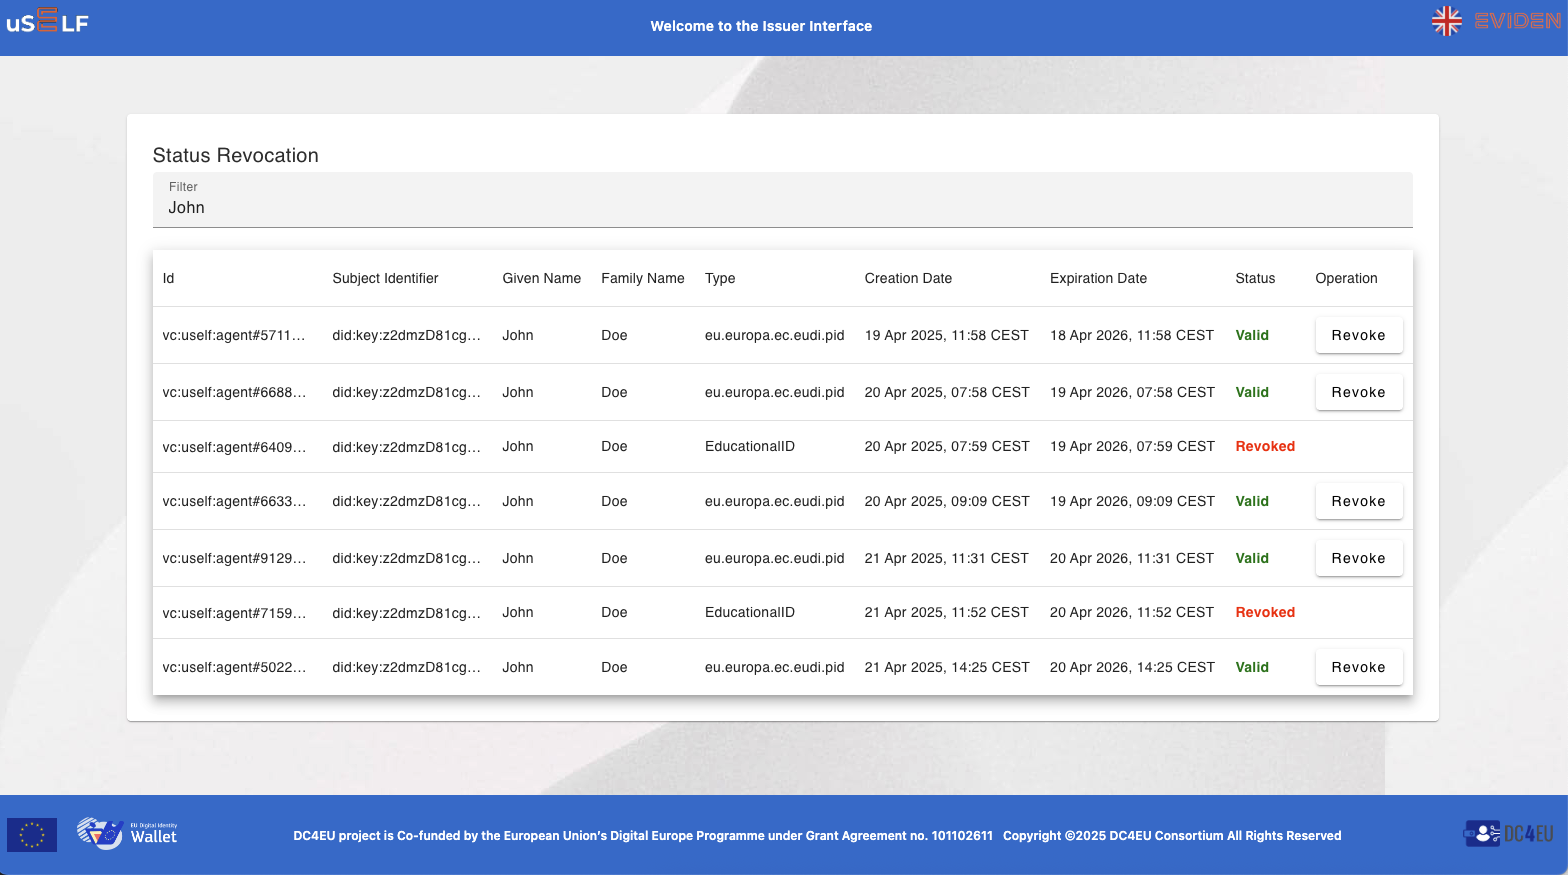 uSELF
Welcome to the Issuer Interface
EVIDEN
Status Revocation
Filter
John
Id Subject Identifier Given Name Family Name Type Creation Date Expiration Date Status Operation
vc:uself:agent#5711... did:key:z2dmzD81cg... John Doe eu.europa.ec.eudi.pid 19 Apr 2025, 11:58 CEST 18 Apr 2026, 11:58 CEST Valid Revoke
vc:uself:agent#6688... did:key:z2dmzD81cg... John Doe eu.europa.ec.eudi.pid 20 Apr 2025, 07:58 CEST 19 Apr 2026, 07:58 CEST Valid Revoke
vc:uself:agent#6409... did:key:z2dmzD81cg... John Doe EducationalID 20 Apr 2025, 07:59 CEST 19 Apr 2026, 07:59 CEST Revoked
vc:uself:agent#6633... did:key:z2dmzD81cg... John Doe eu.europa.ec.eudi.pid 20 Apr 2025, 09:09 CEST 19 Apr 2026, 09:09 CEST Valid Revoke
vc:uself:agent#9129... did:key:z2dmzD81cg... John Doe eu.europa.ec.eudi.pid 21 Apr 2025, 11:31 CEST 20 Apr 2026, 11:31 CEST Valid Revoke
vc:uself:agent#7159... did:key:z2dmzD81cg... John Doe EducationalID 21 Apr 2025, 11:52 CEST 20 Apr 2026, 11:52 CEST Revoked
vc:uself:agent#5022... did:key:z2dmzD81cg... John Doe eu.europa.ec.eudi.pid 21 Apr 2025, 14:25 CEST 20 Apr 2026, 14:25 CEST Valid Revoke
EU Digital Identity
Wallet
DC4EU project is Co-funded by the European Union's Digital Europe Programme under Grant Agreement no. 101102611 Copyright ©2025 DC4EU Consortium All Rights Reserved
DC4EU